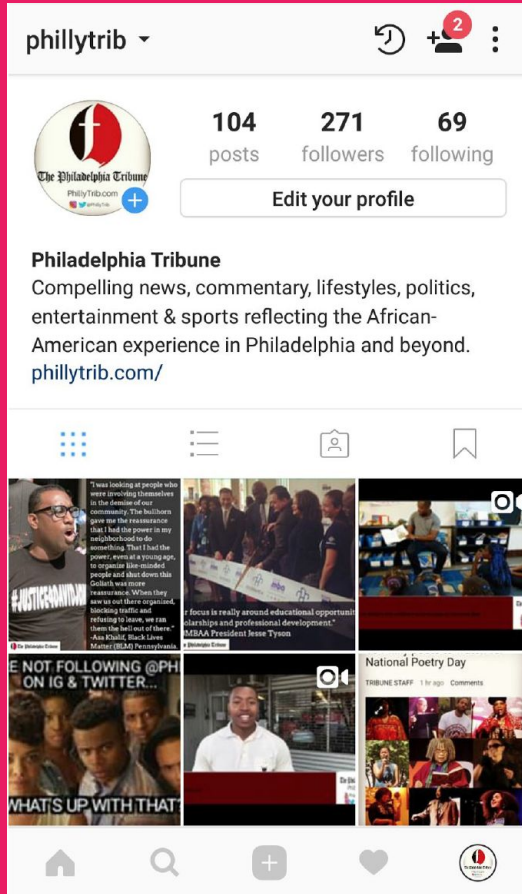 phillytrib
2
104
271
69
posts
followers
following
The Philadelphia Tribune
PhillyTrib.com
Edit your profile
Philadelphia Tribune
Compelling news, commentary, lifestyles, politics,
entertainment & sports reflecting the African-
American experience in Philadelphia and beyond.
phillytrib.com/
"I was looking at people who
were involving themselves
in the demise of our
community. The bullhorn
gave me the reassurance
that I had the power in my
neighborhood to do
something. That I had the
power, even at a young age,
to organize like-minded
people and shut down this
Goliath was more
reassurance. When they
saw us out there organized,
blocking traffic and
refusing to leave, we ran
them the hell out of there."
-Asa Khalif, Black Lives
Matter (BLM) Pennsylvania
The Philadelphia Tribune
r focus is really around educational opportunit
olarships and professional development."
MBAA President Jesse Tyson
E NOT FOLLOWING @PHI
ON IG & TWITTER...
WHAT'S UP WITH THAT?
National Poetry Day
TRIBUNE STAFF 1 hr ago Comments